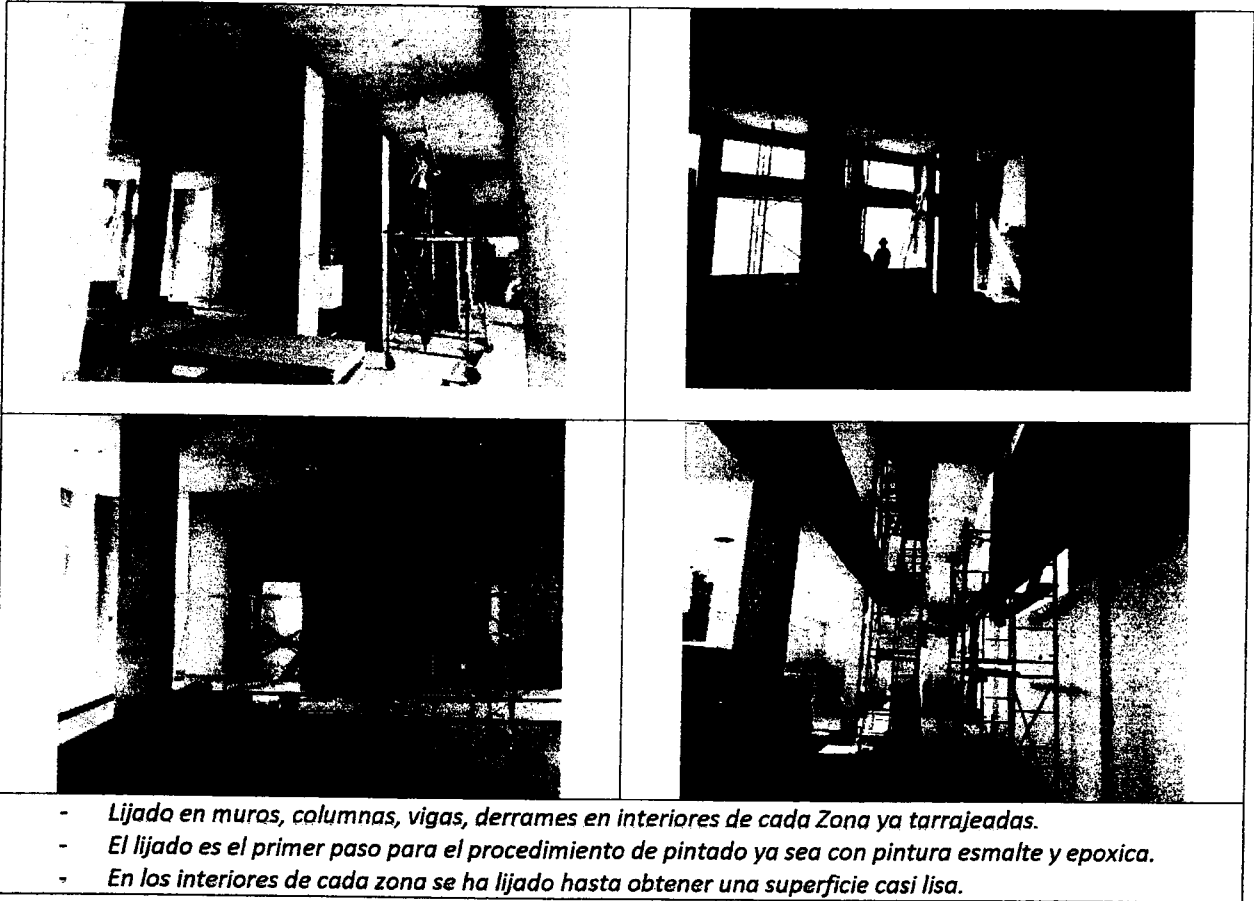 - Lijado en muros, columnas, vigas, derrames en interiores de cada Zona ya tarrajeadas.
- El lijado es el primer paso para el procedimiento de pintado ya sea con pintura esmalte y epoxica.
- En los interiores de cada zona se ha lijado hasta obtener una superficie casi lisa.